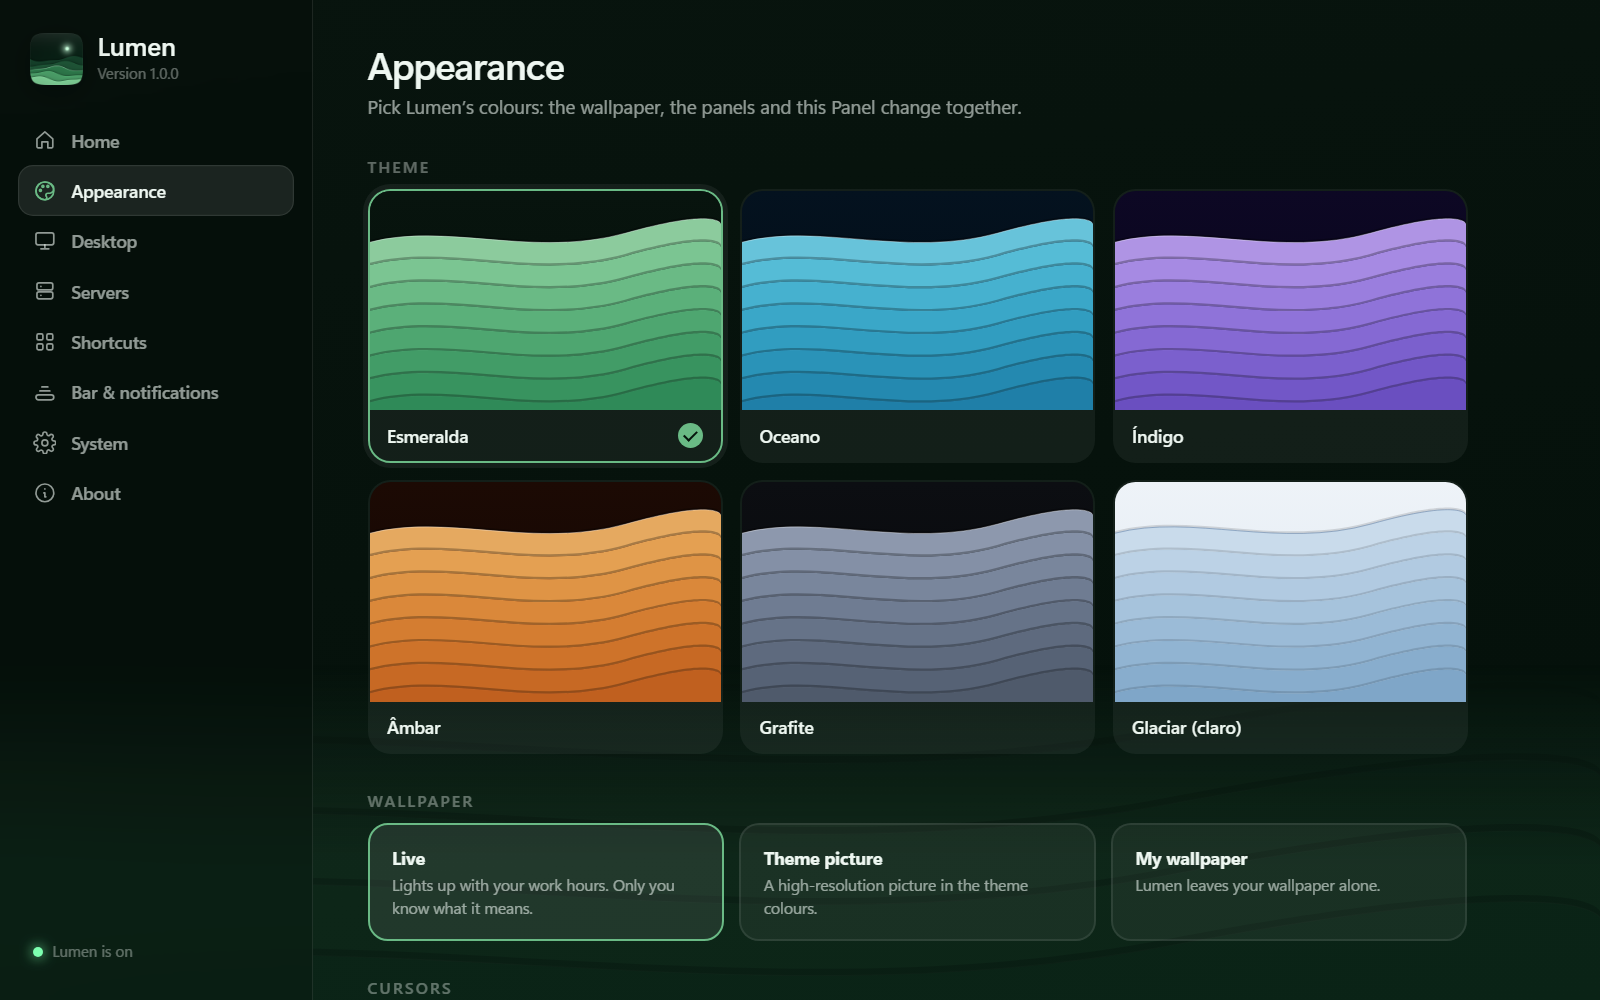 Lumen
Version 1.0.0
Home
Appearance
Desktop
Servers
Shortcuts
Bar & notifications
System
About
Lumen is on
Appearance
Pick Lumen’s colours: the wallpaper, the panels and this Panel change together.
THEME
Esmeralda
Oceano
Índigo
Âmbar
Grafite
Glaciar (claro)
WALLPAPER
Live
Lights up with your work hours. Only you
know what it means.
Theme picture
A high-resolution picture in the theme
colours.
My wallpaper
Lumen leaves your wallpaper alone.
CURSORS